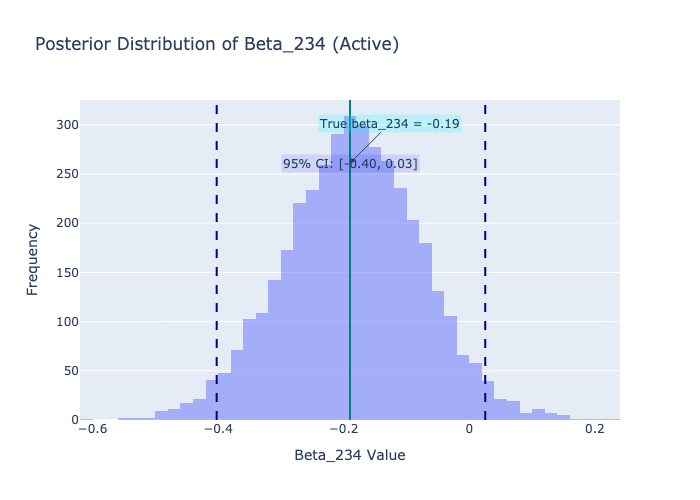 Posterior Distribution of Beta_234 (Active)
True beta_234 = -0.19
95% CI: [-0.40, 0.03]
300
250
200
150
100
50
0
Frequency
−0.6
−0.4
−0.2
0
0.2
Beta_234 Value